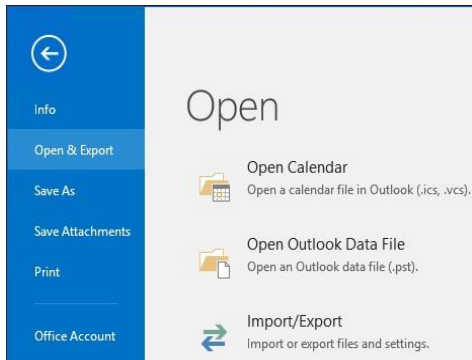 Info
Open & Export
Save As
Save Attachments
Print
Office Account
Open
Open Calendar
Open a calendar file in Outlook (.ics, .vcs).
Open Outlook Data File
Open an Outlook data file (.pst).
Import/Export
Import or export files and settings.